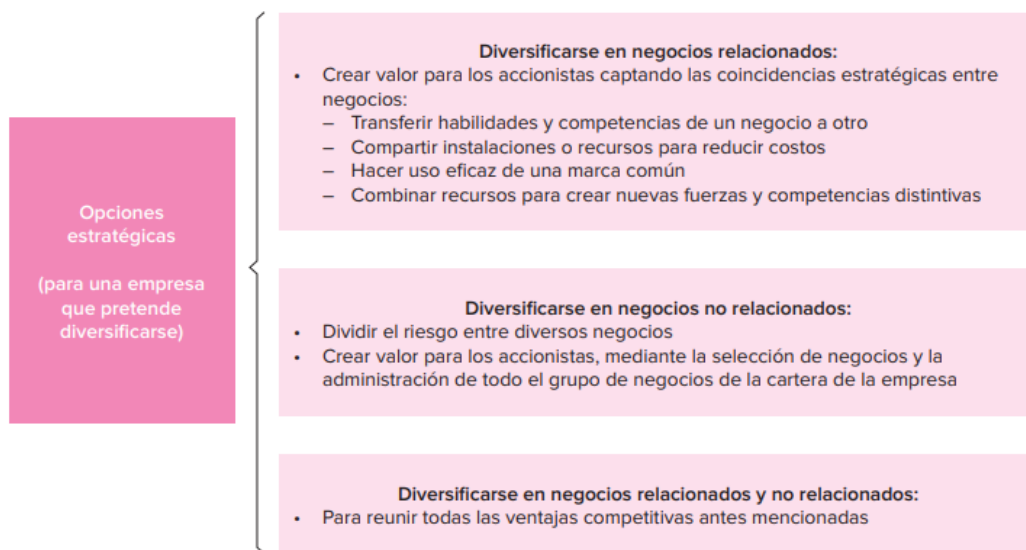 Opciones
estratégicas
(para una empresa
que pretende
diversificarse)
Diversificarse en negocios relacionados:
• Crear valor para los accionistas captando las coincidencias estratégicas entre
negocios:
– Transferir habilidades y competencias de un negocio a otro
– Compartir instalaciones o recursos para reducir costos
– Hacer uso eficaz de una marca común
– Combinar recursos para crear nuevas fuerzas y competencias distintivas
Diversificarse en negocios no relacionados:
• Dividir el riesgo entre diversos negocios
• Crear valor para los accionistas, mediante la selección de negocios y la
administración de todo el grupo de negocios de la cartera de la empresa
Diversificarse en negocios relacionados y no relacionados:
• Para reunir todas las ventajas competitivas antes mencionadas